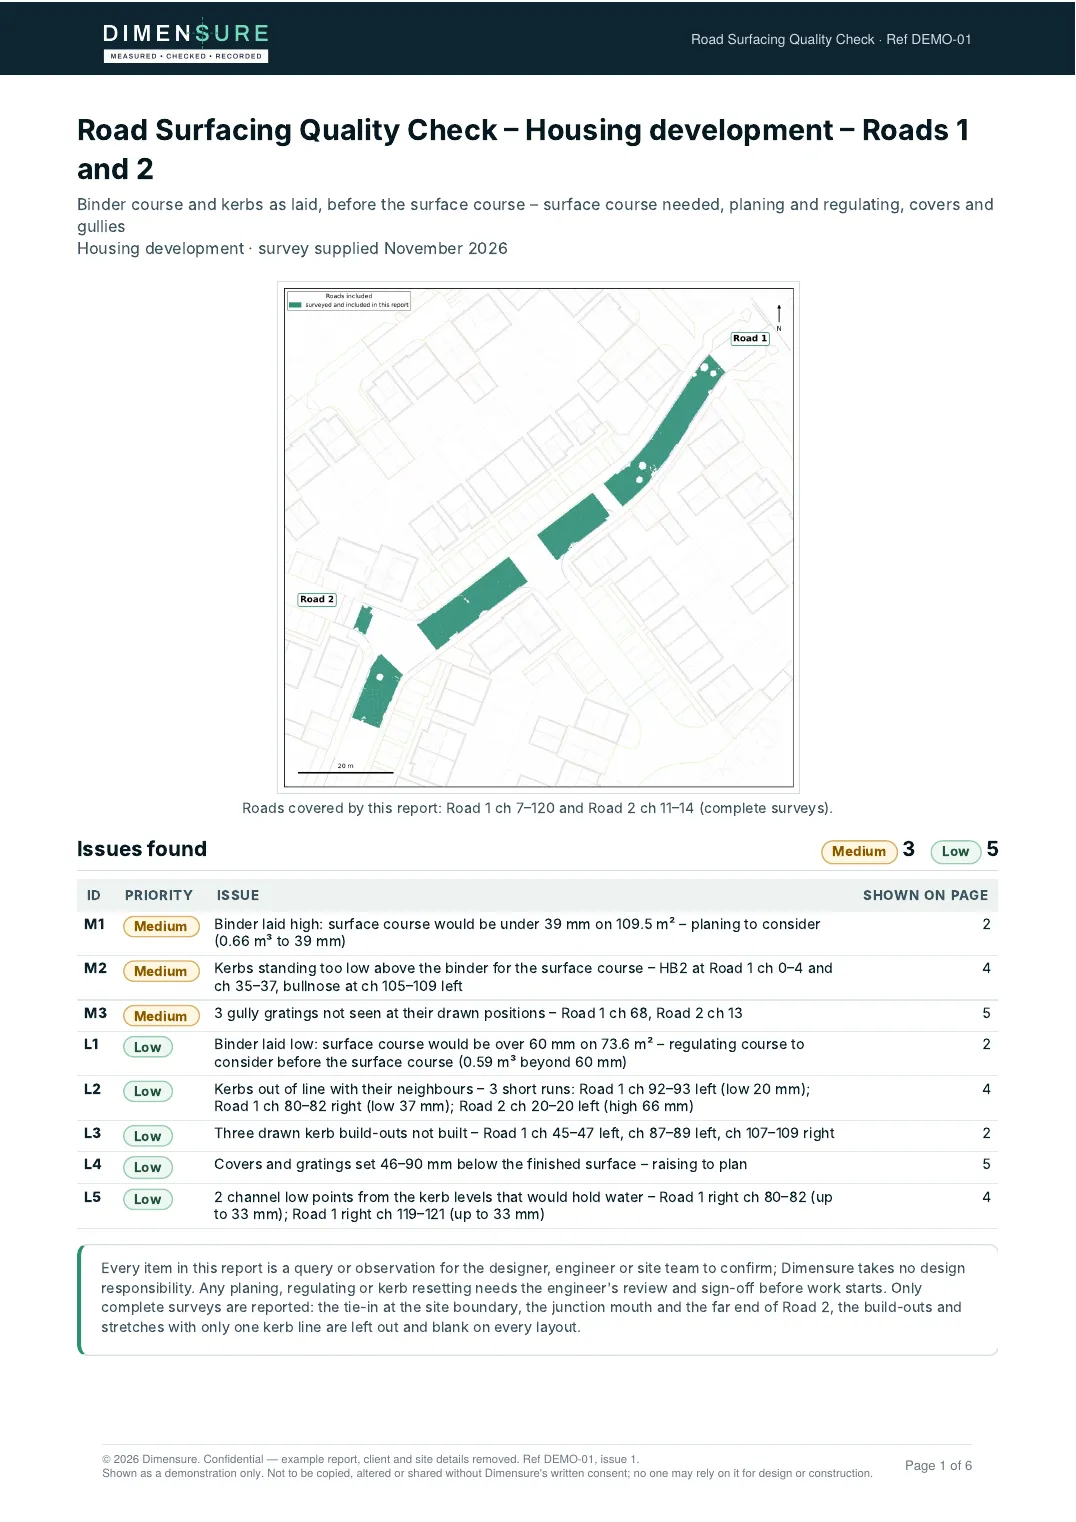 DIMENSURE
MEASURED • CHECKED • RECORDED
Road Surfacing Quality Check · Ref DEMO-01
Road Surfacing Quality Check – Housing development – Roads 1
and 2
Binder course and kerbs as laid, before the surface course – surface course needed, planing and regulating, covers and
gullies
Housing development · survey supplied November 2026
Roads included
surveyed and included in this report
N
Road 1
Road 2
20 m
Roads covered by this report: Road 1 ch 7–120 and Road 2 ch 11–14 (complete surveys).
Issues found
Medium 3 Low 5
ID PRIORITY ISSUE SHOWN ON PAGE
M1 Medium Binder laid high: surface course would be under 39 mm on 109.5 m² – planing to consider 2
(0.66 m³ to 39 mm)
M2 Medium Kerbs standing too low above the binder for the surface course – HB2 at Road 1 ch 0–4 and 4
ch 35–37, bullnose at ch 105–109 left
M3 Medium 3 gully gratings not seen at their drawn positions – Road 1 ch 68, Road 2 ch 13 5
L1 Low Binder laid low: surface course would be over 60 mm on 73.6 m² – regulating course to 2
consider before the surface course (0.59 m³ beyond 60 mm)
L2 Low Kerbs out of line with their neighbours – 3 short runs: Road 1 ch 92–93 left (low 20 mm); 4
Road 1 ch 80–82 right (low 37 mm); Road 2 ch 20–20 left (high 66 mm)
L3 Low Three drawn kerb build-outs not built – Road 1 ch 45–47 left, ch 87–89 left, ch 107–109 right 2
L4 Low Covers and gratings set 46–90 mm below the finished surface – raising to plan 5
L5 Low 2 channel low points from the kerb levels that would hold water – Road 1 right ch 80–82 (up 4
to 33 mm); Road 1 right ch 119–121 (up to 33 mm)
Every item in this report is a query or observation for the designer, engineer or site team to confirm; Dimensure takes no design
responsibility. Any planing, regulating or kerb resetting needs the engineer's review and sign-off before work starts. Only
complete surveys are reported: the tie-in at the site boundary, the junction mouth and the far end of Road 2, the build-outs and
stretches with only one kerb line are left out and blank on every layout.
© 2026 Dimensure. Confidential — example report, client and site details removed. Ref DEMO-01, issue 1.
Shown as a demonstration only. Not to be copied, altered or shared without Dimensure's written consent; no one may rely on it for design or construction.
Page 1 of 6